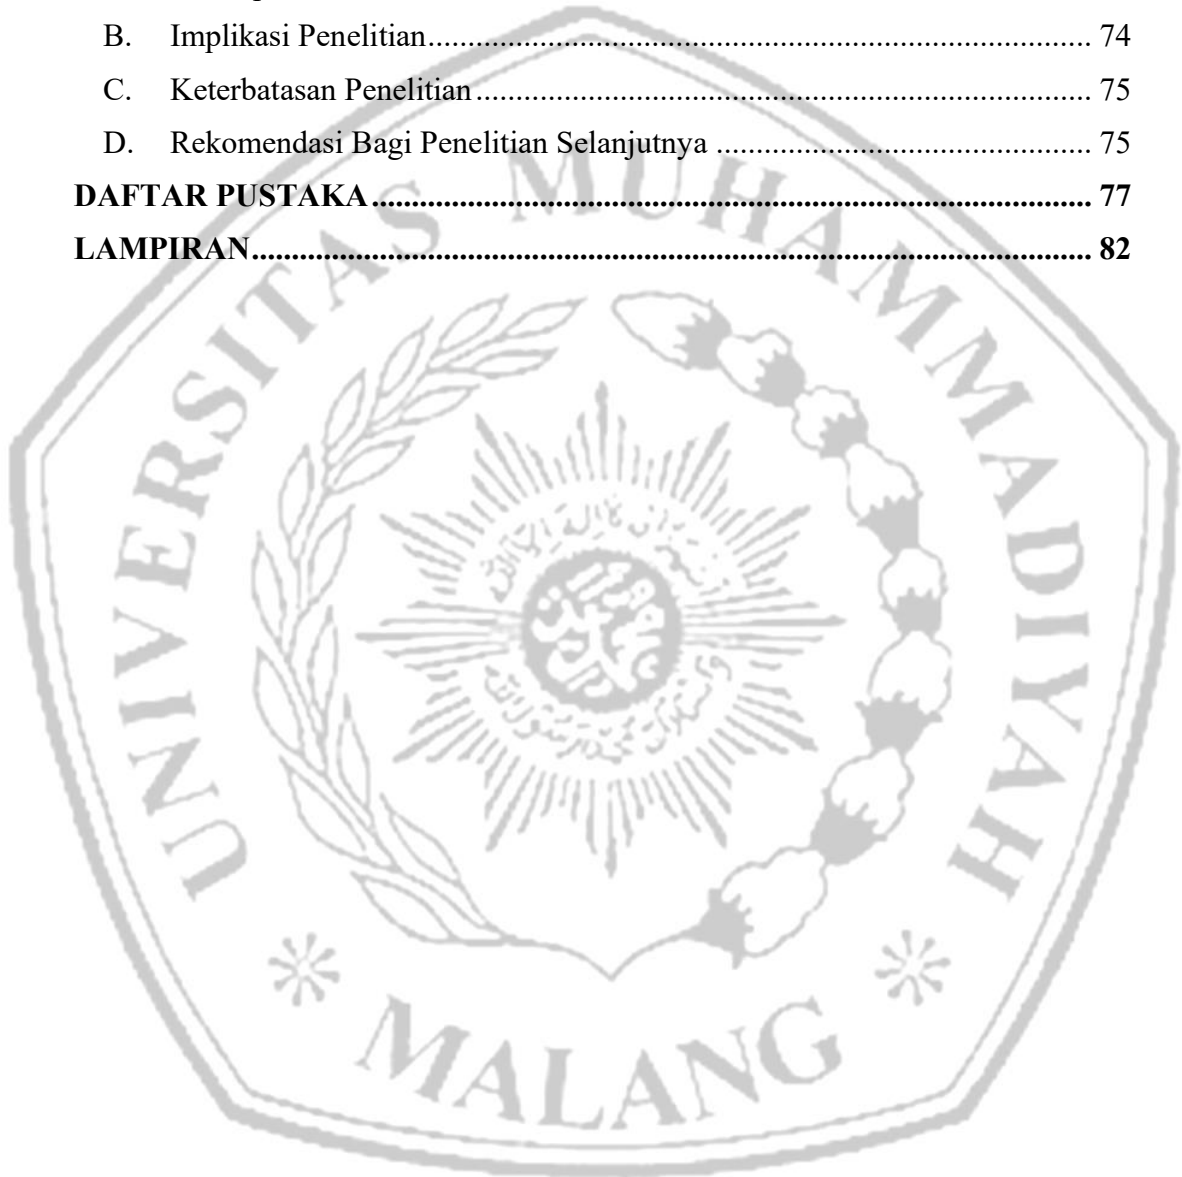 B. Implikasi Penelitian.......... 74
C. Keterbatasan Penelitian.......... 75
D. Rekomendasi Bagi Penelitian Selanjutnya.......... 75
DAFTAR PUSTAKA.......... 77
LAMPIRAN.......... 82
UNIVERSITAS MUHAMMADIYAH
MALANG